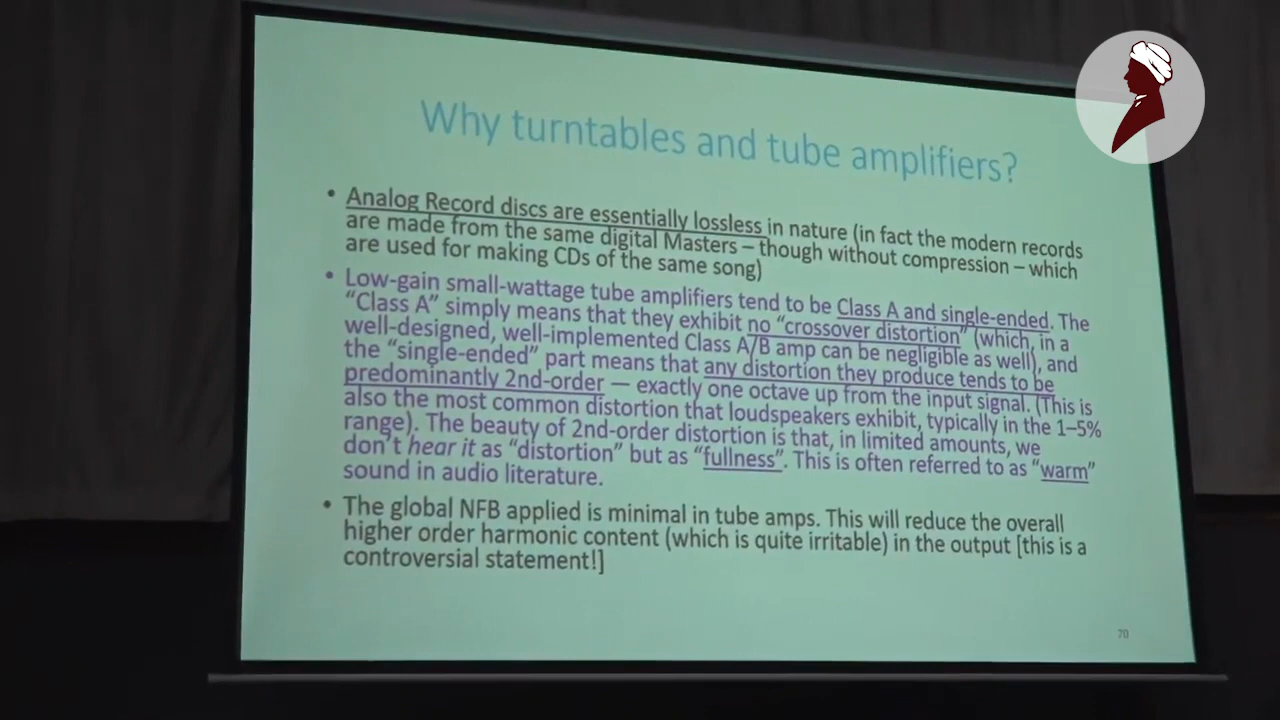 Why turntables and tube amplifiers?
• Analog Record discs are essentially lossless in nature (in fact the modern records
are made from the same digital Masters – though without compression – which
are used for making CDs of the same song)
• Low-gain small-wattage tube amplifiers tend to be Class A and single-ended. The
“Class A” simply means that they exhibit no “crossover distortion” (which, in a
well-designed, well-implemented Class A/B amp can be negligible as well), and
the “single-ended” part means that any distortion they produce tends to be
predominantly 2nd-order — exactly one octave up from the input signal. (This is
also the most common distortion that loudspeakers exhibit, typically in the 1–5%
range). The beauty of 2nd-order distortion is that, in limited amounts, we
don’t hear it as “distortion” but as “fullness”. This is often referred to as “warm”
sound in audio literature.
• The global NFB applied is minimal in tube amps. This will reduce the overall
higher order harmonic content (which is quite irritable) in the output [this is a
controversial statement!]
70